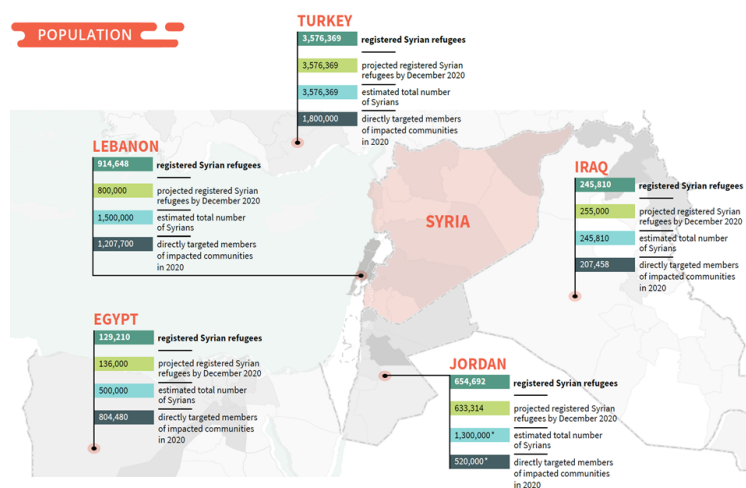 POPULATION
TURKEY
3,576,369 registered Syrian refugees
3,576,369 projected registered Syrian
refugees by December 2020
3,576,369 estimated total number
of Syrians
1,800,000 directly targeted members
of impacted communities
in 2020
LEBANON
914,648 registered Syrian refugees
800,000 projected registered Syrian
refugees by December 2020
1,500,000 estimated total number
of Syrians
1,207,700 directly targeted members
of impacted communities
in 2020
IRAQ
245,810 registered Syrian refugees
255,000 projected registered Syrian
refugees by December 2020
245,810 estimated total number
of Syrians
207,458 directly targeted members
of impacted communities
in 2020
SYRIA
EGYPT
129,210 registered Syrian refugees
136,000 projected registered Syrian
refugees by December 2020
500,000 estimated total number
of Syrians
804,480 directly targeted members
of impacted communities
in 2020
JORDAN
654,692 registered Syrian refugees
633,314 projected registered Syrian
refugees by December 2020
1,300,000* estimated total number
of Syrians
520,000* directly targeted members
of impacted communities
in 2020